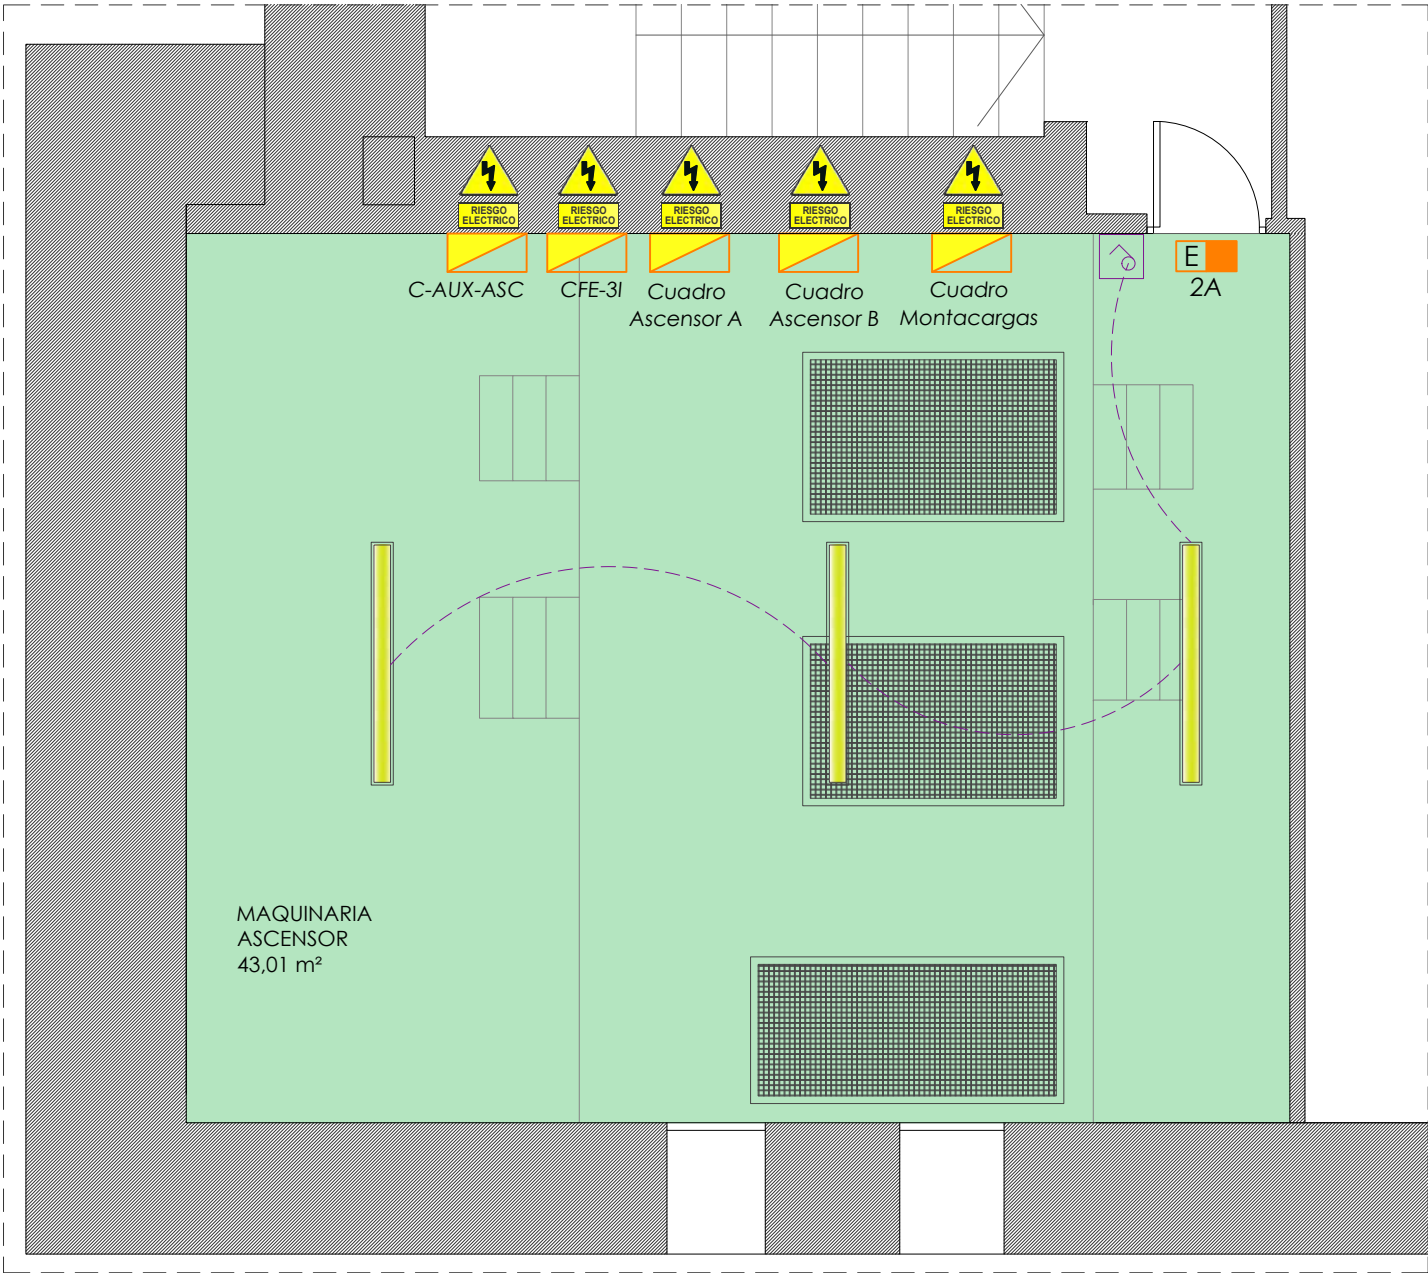 RIESGO
ELECTRICO
RIESGO
ELECTRICO
RIESGO
ELECTRICO
RIESGO
ELECTRICO
RIESGO
ELECTRICO
C-AUX-ASC
CFE-3I
Cuadro
Ascensor A
Cuadro
Ascensor B
Cuadro
Montacargas
E
2A
MAQUINARIA
ASCENSOR
43,01 m²